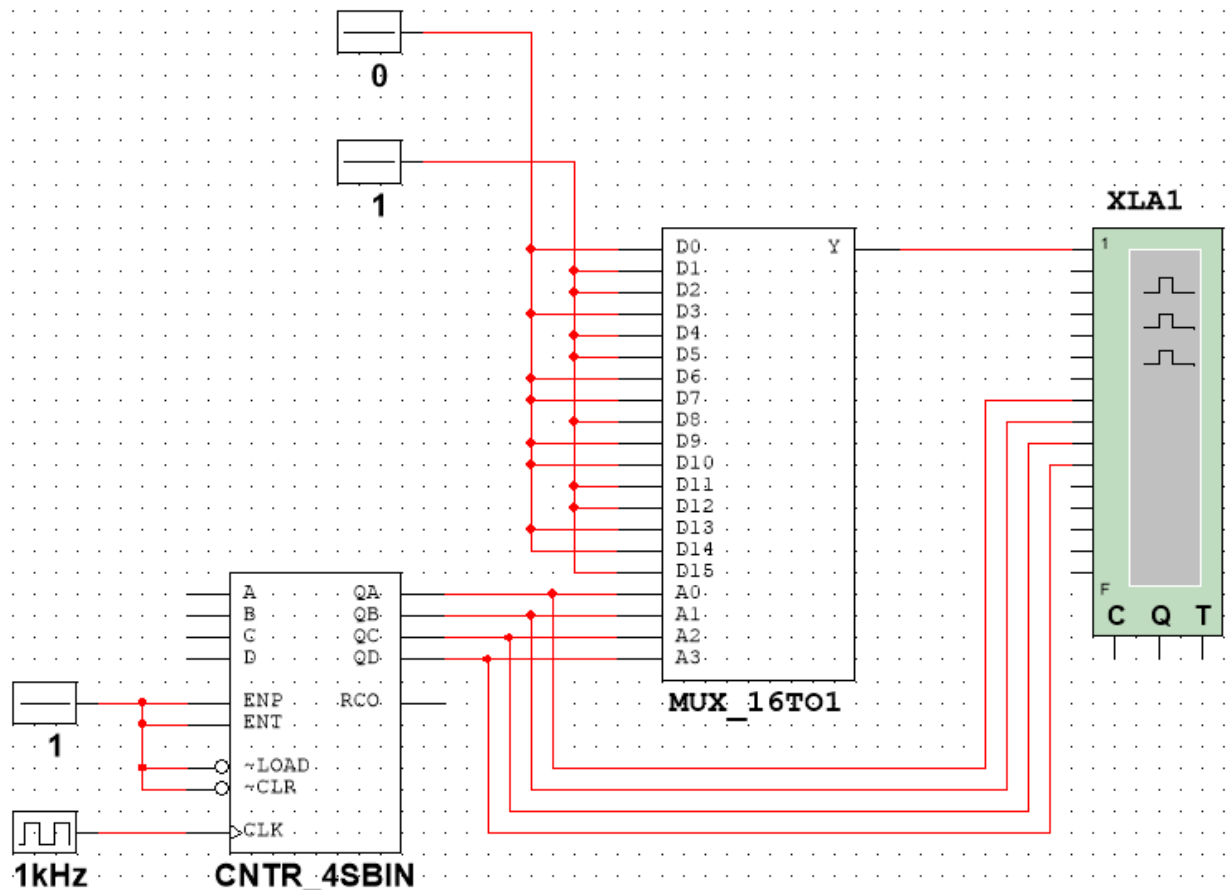 0
1
XLA1
1
F
C Q T
D0 Y
D1
D2
D3
D4
D5
D6
D7
D8
D9
D10
D11
D12
D13
D14
D15
A0
A1
A2
A3
MUX_16TO1
A QA
B QB
C QC
D QD
ENP RCO
ENT
~LOAD
~CLR
CLK
1
1kHz
CNTR_4SBIN